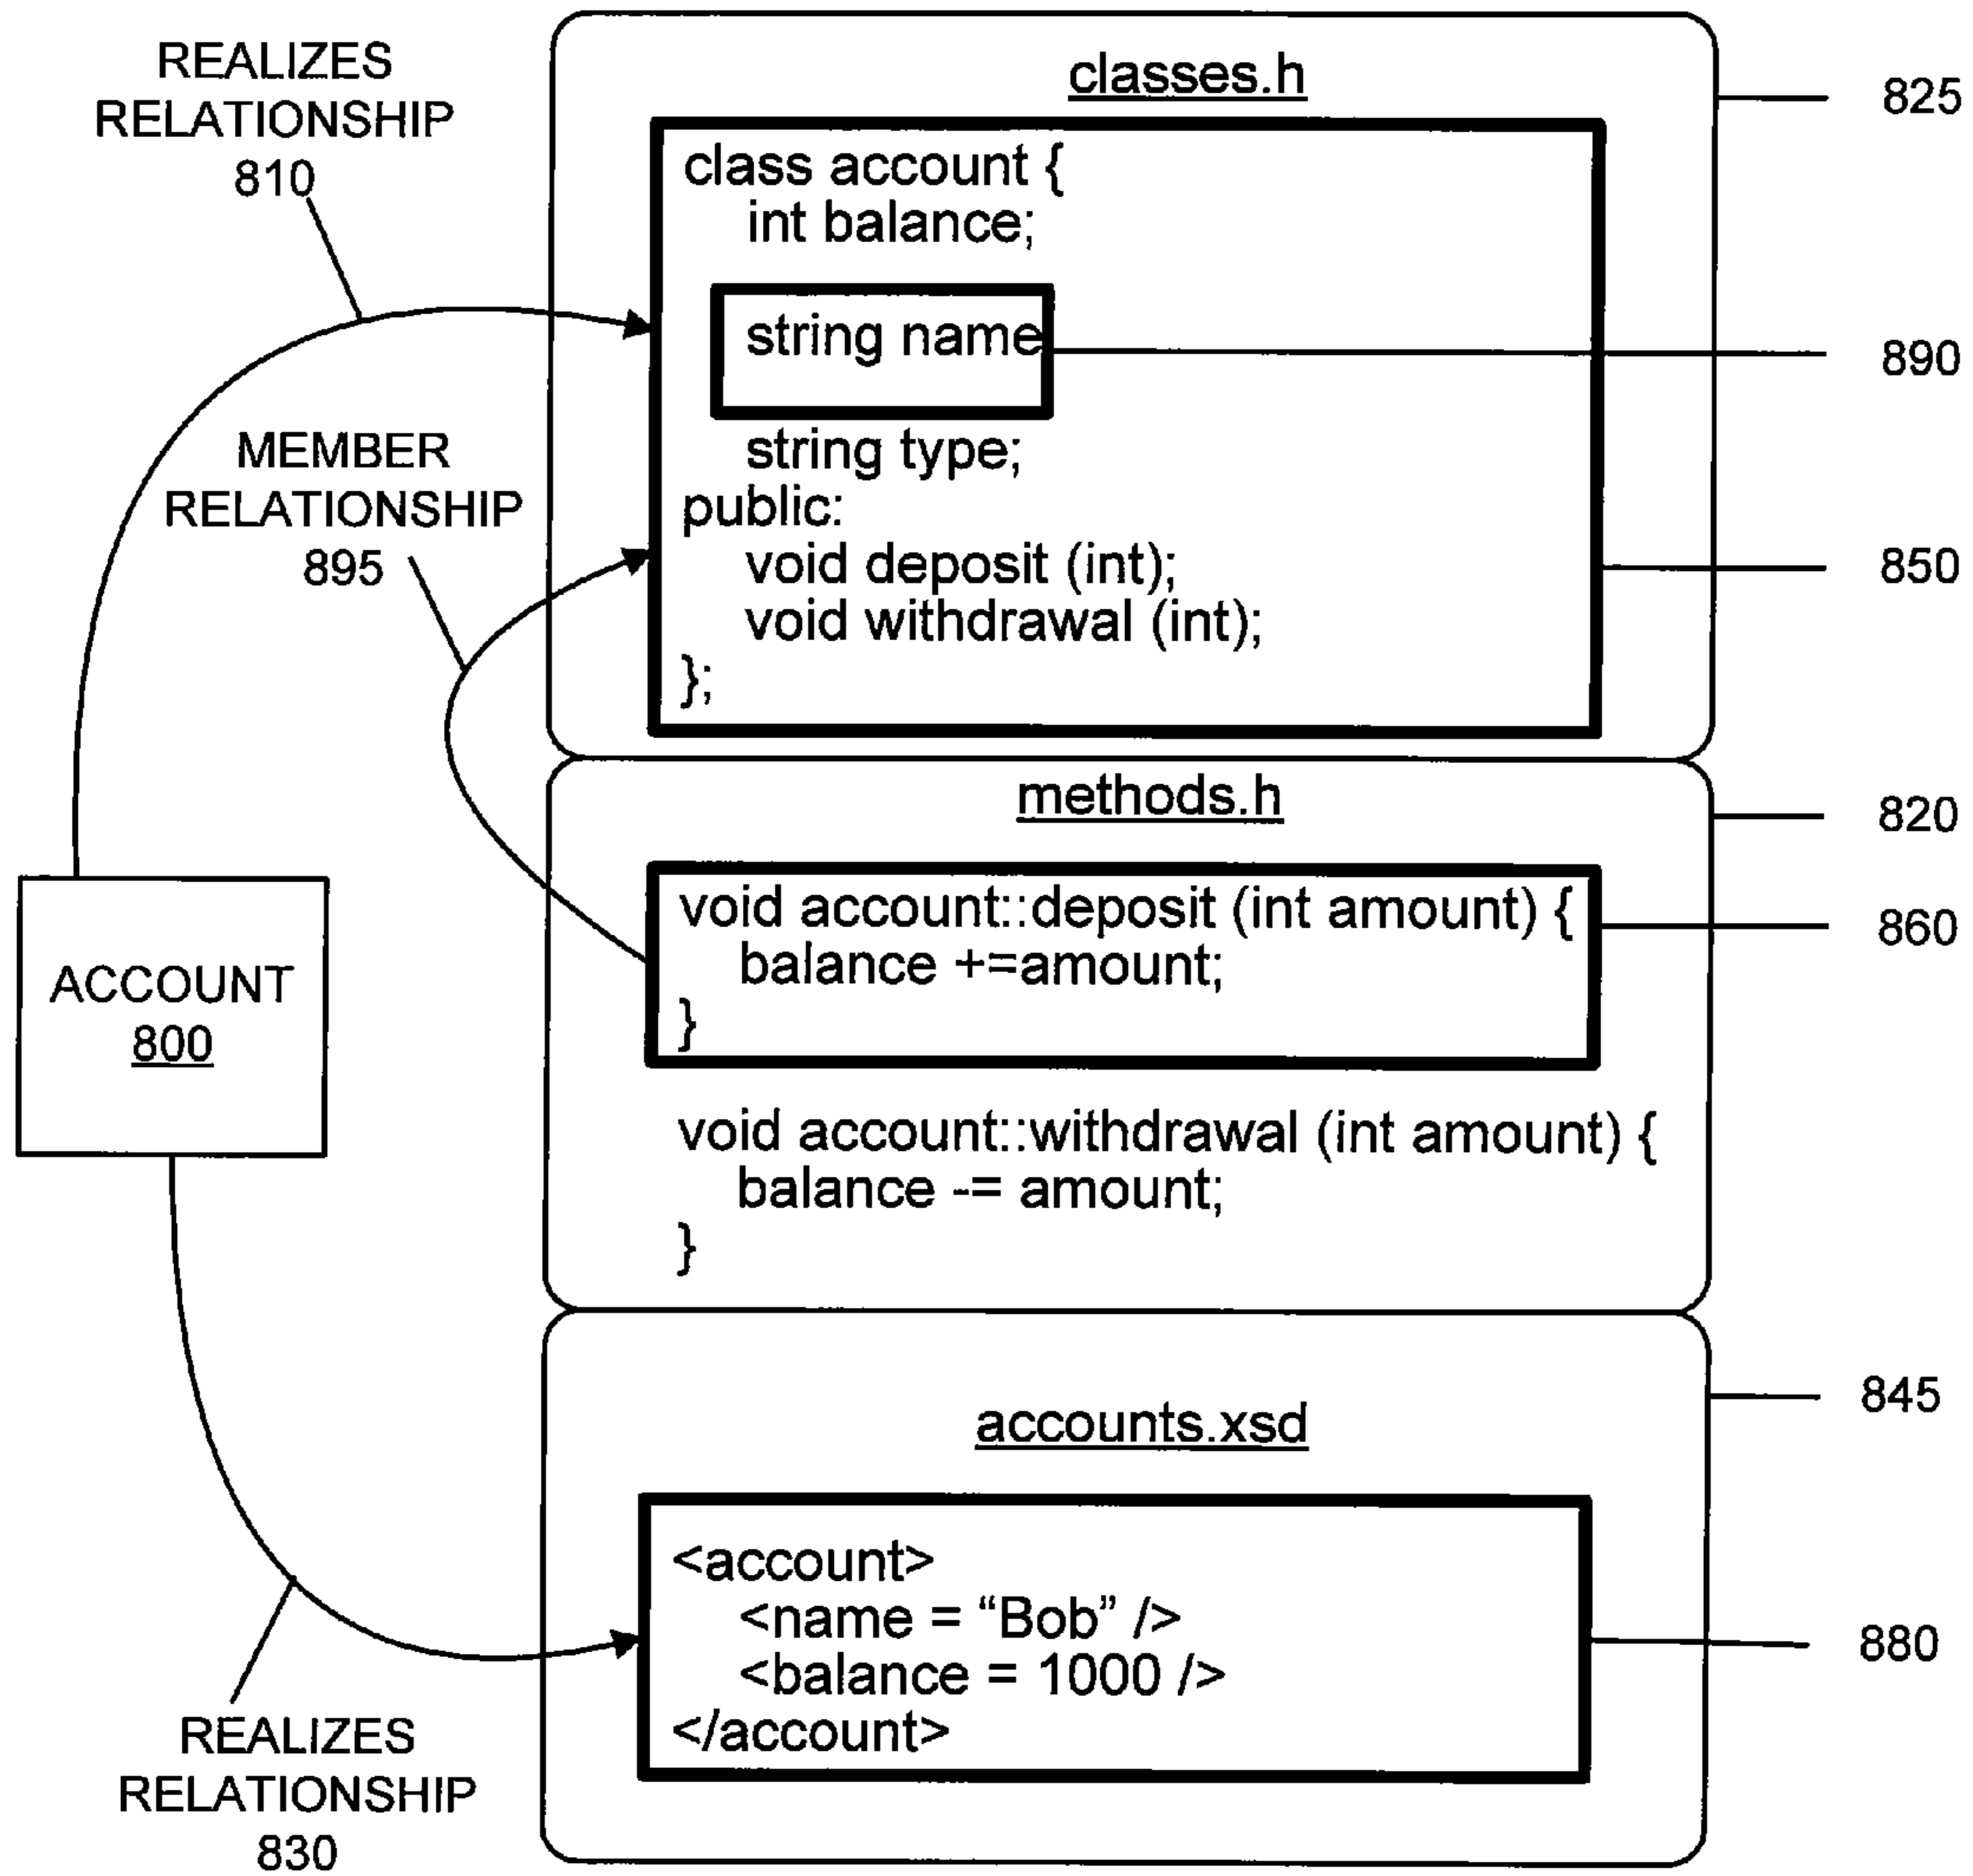 REALIZES
RELATIONSHIP
810
classes.h
825
class account {
int balance;
string name
890
MEMBER
RELATIONSHIP
895
string type;
public:
void deposit (int);
850
void withdrawal (int);
};
methods.h
820
void account::deposit (int amount) {
860
balance +=amount;
}
ACCOUNT
800
void account::withdrawal (int amount) {
balance -= amount;
}
845
accounts.xsd
<account>
<name = “Bob” />
880
<balance = 1000 />
</account>
REALIZES
RELATIONSHIP
830